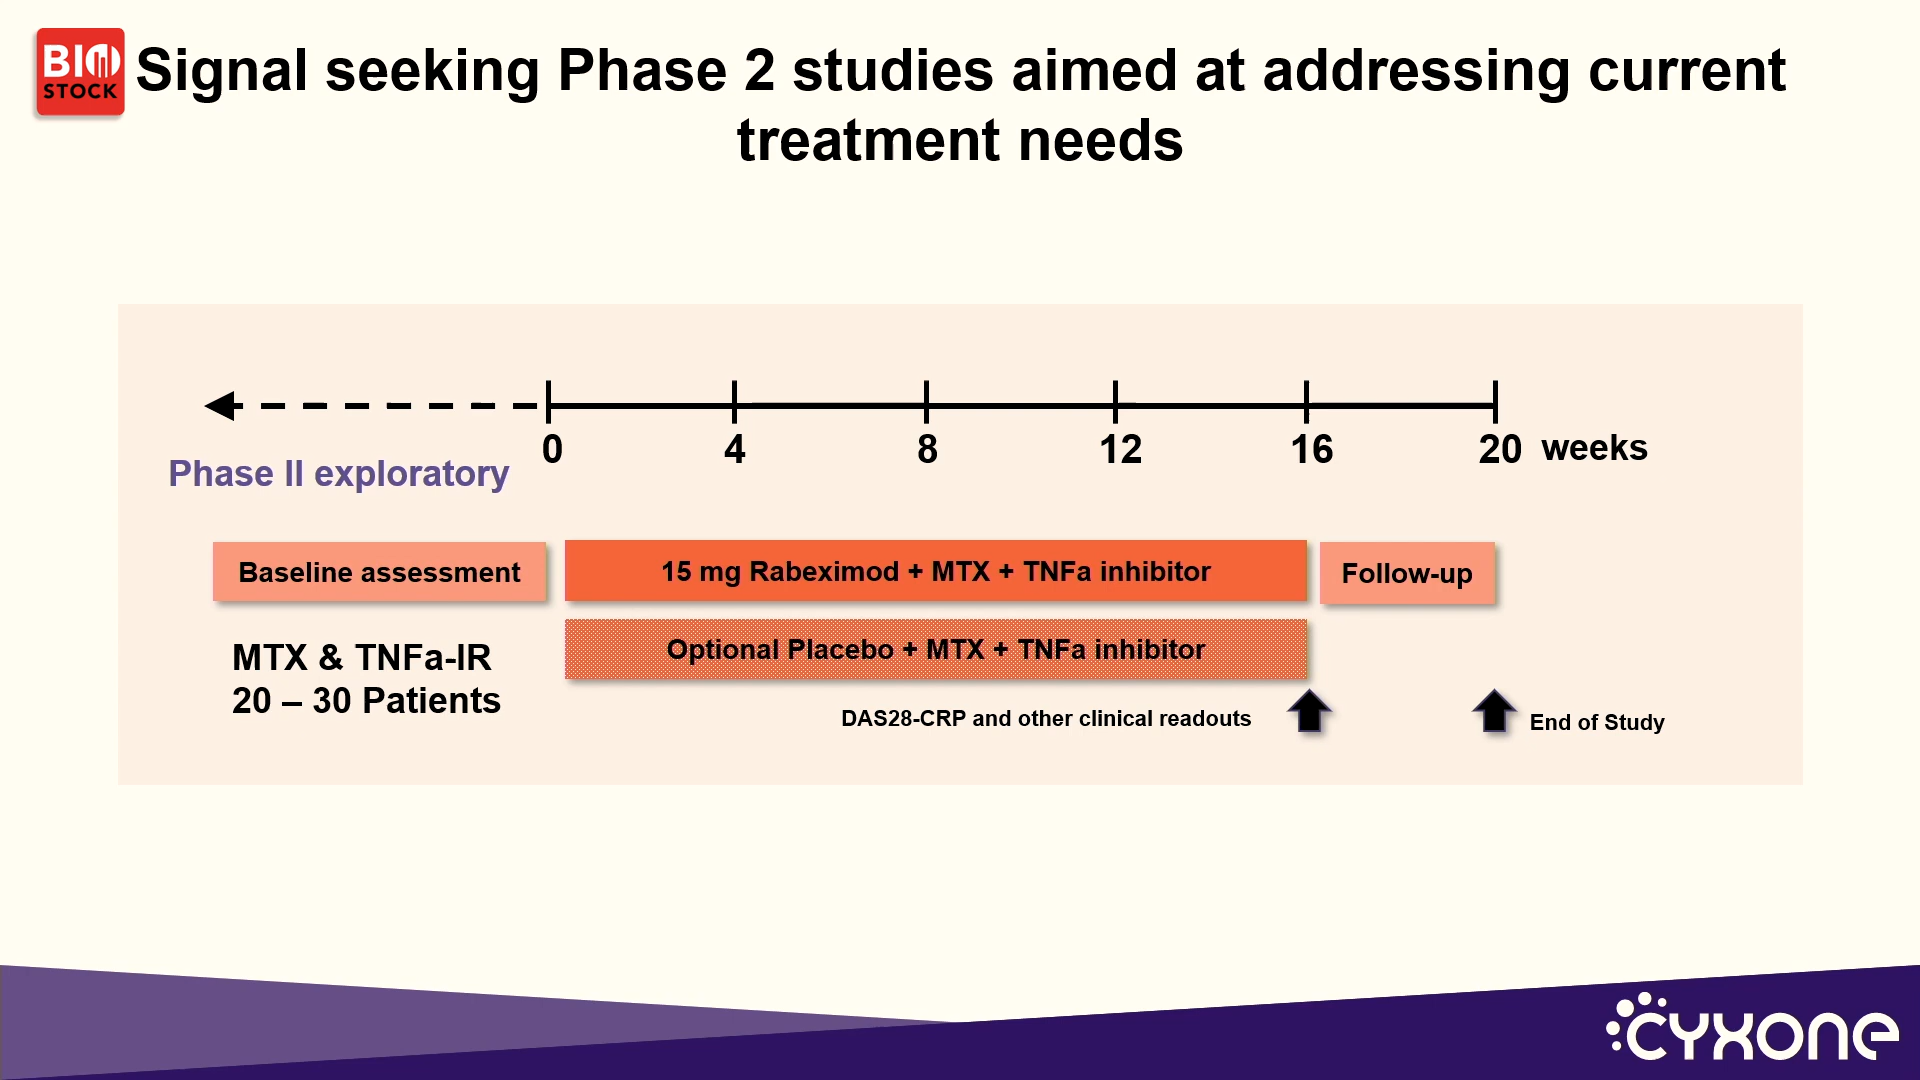 BIO
STOCK
Signal seeking Phase 2 studies aimed at addressing current
treatment needs
0 4 8 12 16 20 weeks
Phase II exploratory
Baseline assessment
15 mg Rabeximod + MTX + TNFa inhibitor
Follow-up
Optional Placebo + MTX + TNFa inhibitor
MTX & TNFa-IR
20 – 30 Patients
DAS28-CRP and other clinical readouts
End of Study
cyxone